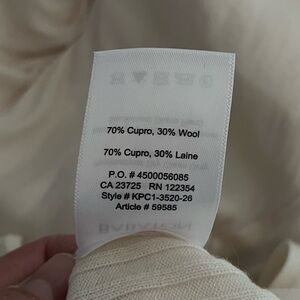 70% Cupro, 30% Wool
70% Cupro, 30% Laine
P.O. # 4500056085
CA 23725 RN 122354
Style # KPC1-3520-26
Article # 59585
BABATON